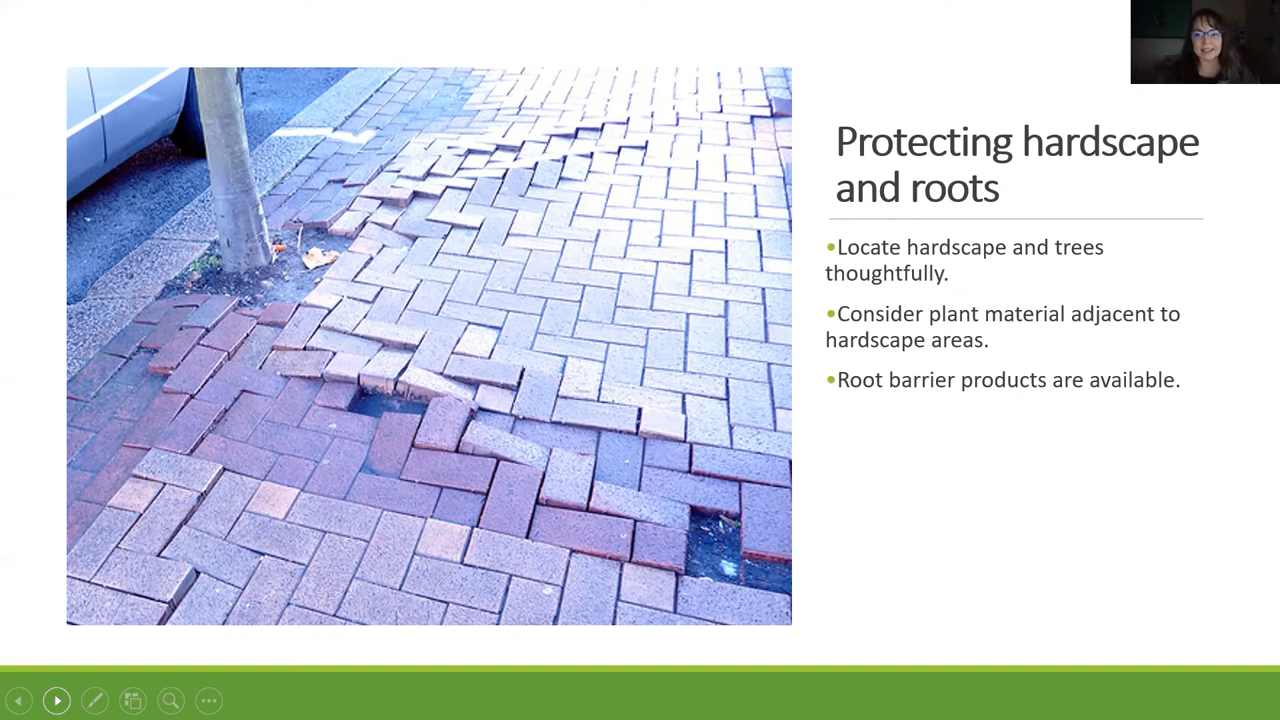 Protecting hardscape
and roots
•Locate hardscape and trees
thoughtfully.
•Consider plant material adjacent to
hardscape areas.
•Root barrier products are available.